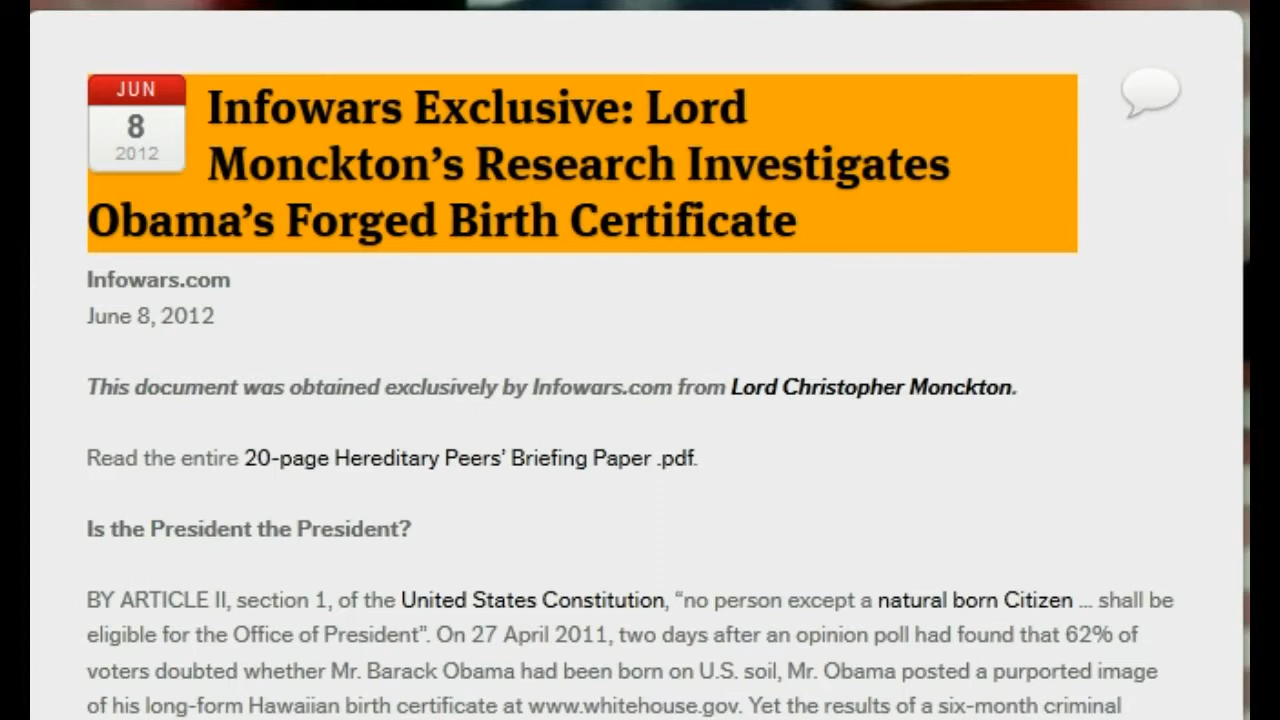 JUN
8
2012
Infowars Exclusive: Lord
Monckton’s Research Investigates
Obama’s Forged Birth Certificate
Infowars.com
June 8, 2012
This document was obtained exclusively by Infowars.com from Lord Christopher Monckton.
Read the entire 20-page Hereditary Peers’ Briefing Paper .pdf.
Is the President the President?
BY ARTICLE II, section 1, of the United States Constitution, “no person except a natural born Citizen ... shall be
eligible for the Office of President”. On 27 April 2011, two days after an opinion poll had found that 62% of
voters doubted whether Mr. Barack Obama had been born on U.S. soil, Mr. Obama posted a purported image
of his long-form Hawaiian birth certificate at www.whitehouse.gov. Yet the results of a six-month criminal